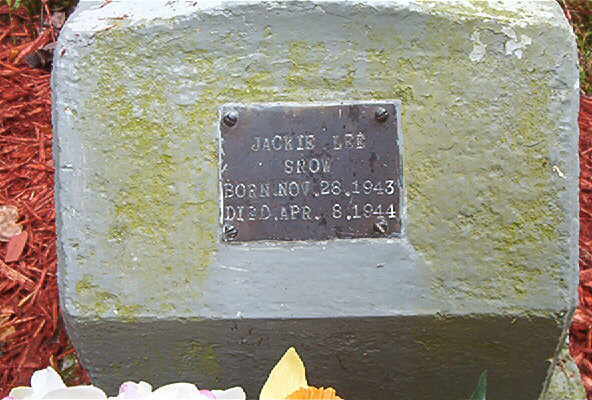 JACKIE LEE
SNOW
BORN.NOV.28.1943
DIED.APR. 8.1944